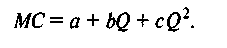 MC = a + bQ + cQ².